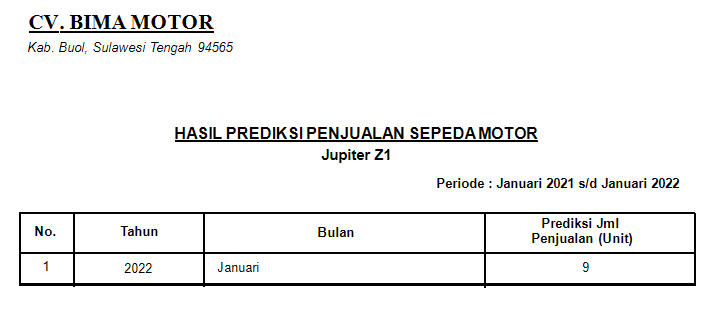 CV. BIMA MOTOR
Kab. Buol, Sulawesi Tengah 94565
HASIL PREDIKSI PENJUALAN SEPEDA MOTOR
Jupiter Z1
Periode : Januari 2021 s/d Januari 2022
No. Tahun Bulan Prediksi Jml
Penjualan (Unit)
1 2022 Januari 9